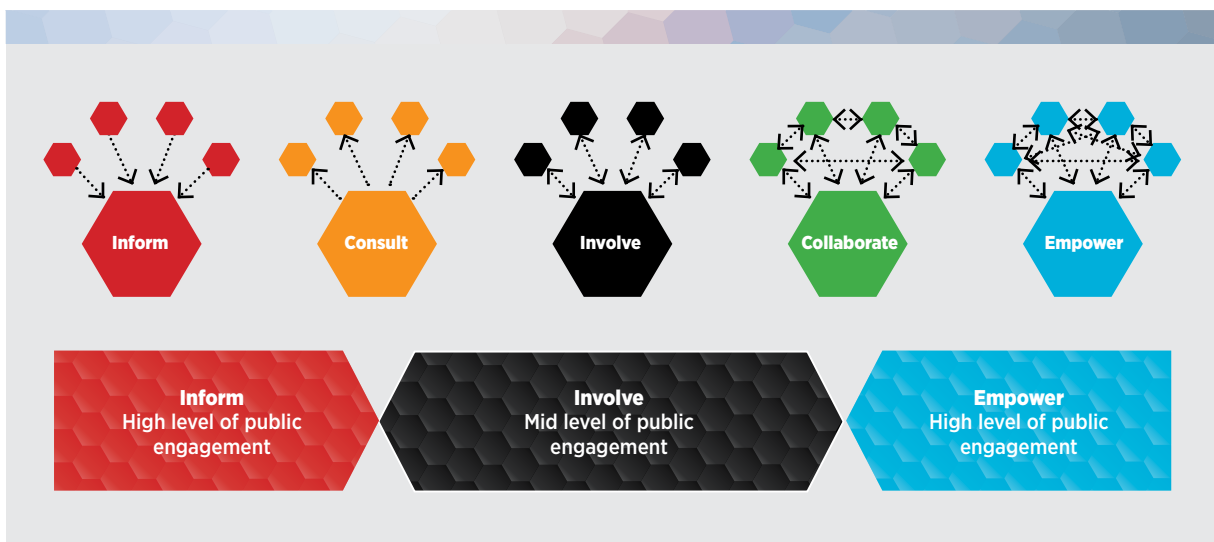 Inform
Consult
Involve
Collaborate
Empower
Inform
High level of public
engagement
Involve
Mid level of public
engagement
Empower
High level of public
engagement